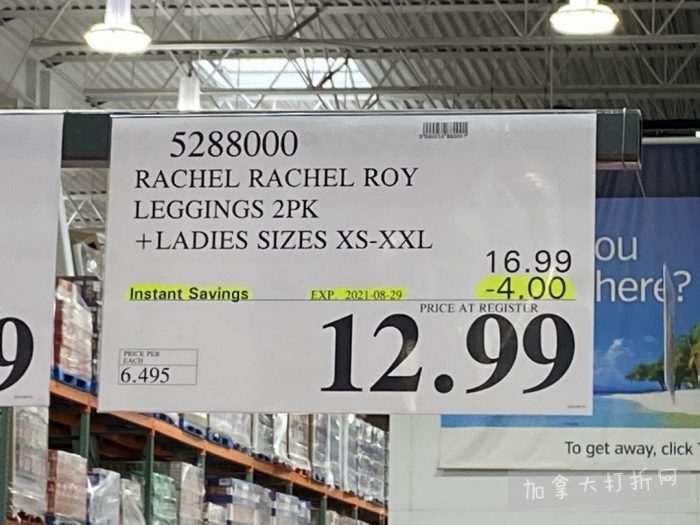 5288000
RACHEL RACHEL ROY
LEGGINGS 2PK
+LADIES SIZES XS-XXL
16.99
Instant Savings EXP. 2021-08-29 -4.00
PRICE AT REGISTER
12.99
PRICE PER
EACH
6.495
9
ou
here?
To get away, click
加拿大打折网